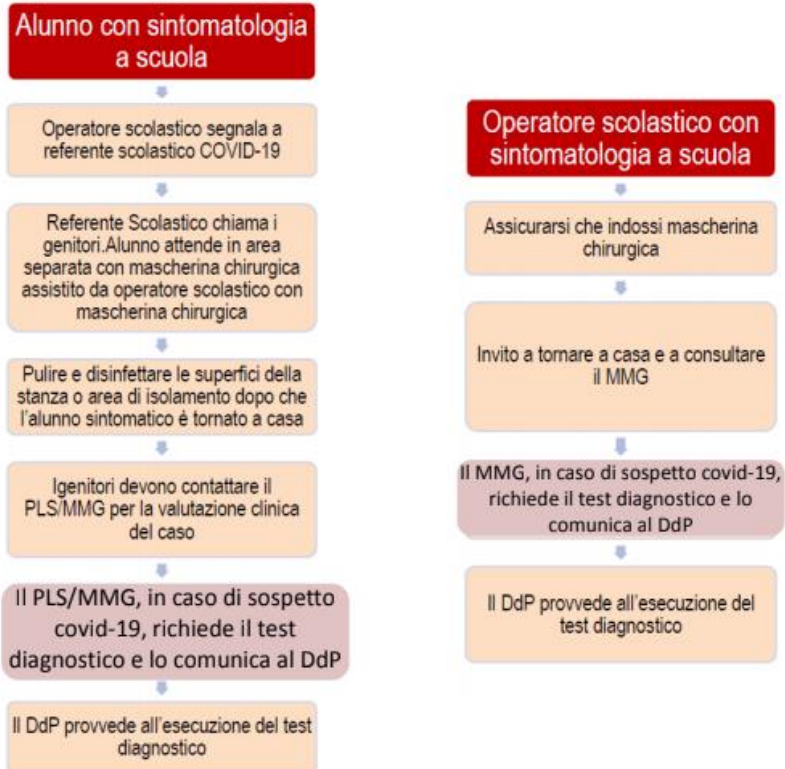 Alunno con sintomatologia
a scuola
Operatore scolastico segnala a
referente scolastico COVID-19
Referente Scolastico chiama i
genitori.Alunno attende in area
separata con mascherina chirurgica
assistito da operatore scolastico con
mascherina chirurgica
Pulire e disinfettare le superfici della
stanza o area di isolamento dopo che
l'alunno sintomatico è tornato a casa
Igenitori devono contattare il
PLS/MMG per la valutazione clinica
del caso
Il PLS/MMG, in caso di sospetto
covid-19, richiede il test
diagnostico e lo comunica al DdP
Il DdP provvede all'esecuzione del test
diagnostico
Operatore scolastico con
sintomatologia a scuola
Assicurarsi che indossi mascherina
chirurgica
Invito a tornare a casa e a consultare
il MMG
Il MMG, in caso di sospetto covid-19,
richiede il test diagnostico e lo
comunica al DdP
Il DdP provvede all'esecuzione del
test diagnostico